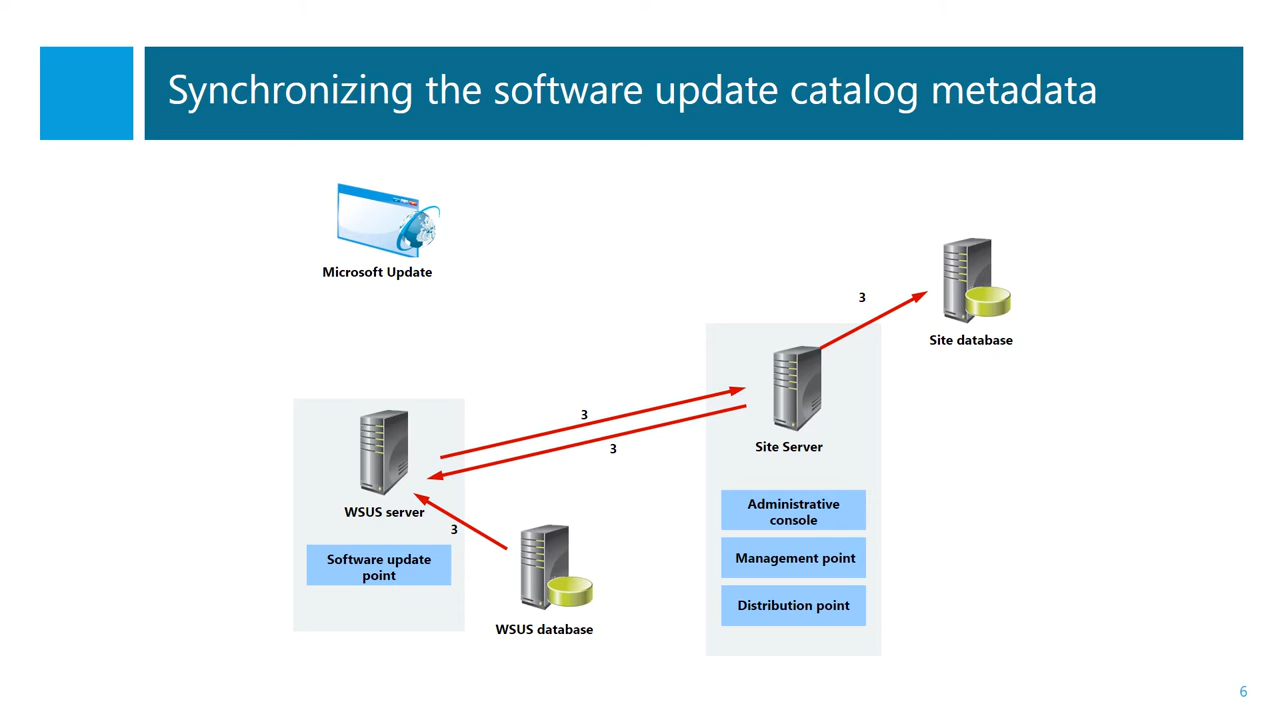 Synchronizing the software update catalog metadata
Microsoft Update
3
Site database
3
3
Site Server
WSUS server
3
Software update
point
WSUS database
Administrative
console
Management point
Distribution point
6